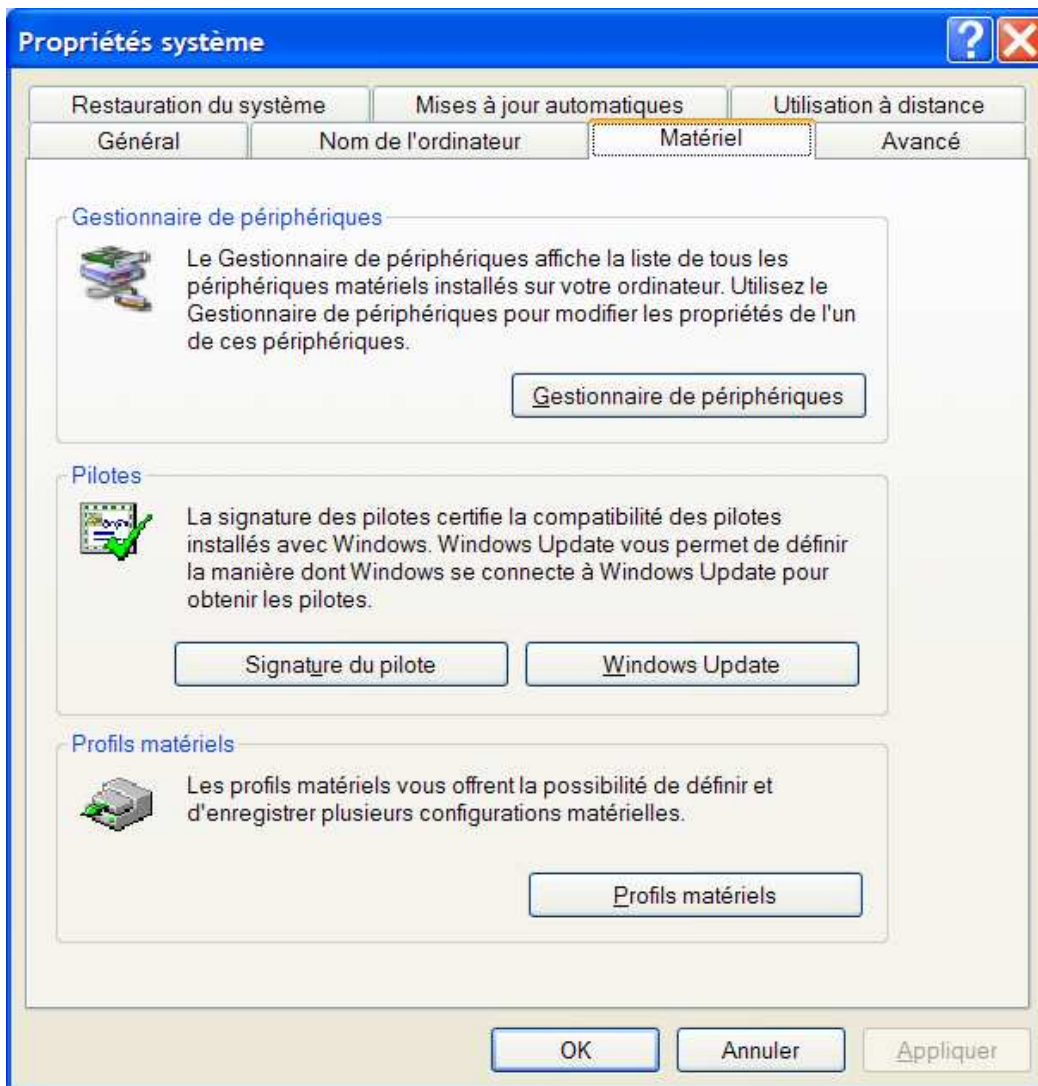 Propriétés système
Restauration du système Mises à jour automatiques Utilisation à distance
Général Nom de l'ordinateur Matériel Avancé
Gestionnaire de périphériques
Le Gestionnaire de périphériques affiche la liste de tous les
périphériques matériels installés sur votre ordinateur. Utilisez le
Gestionnaire de périphériques pour modifier les propriétés de l'un
de ces périphériques.
Gestionnaire de périphériques
Pilotes
La signature des pilotes certifie la compatibilité des pilotes
installés avec Windows. Windows Update vous permet de définir
la manière dont Windows se connecte à Windows Update pour
obtenir les pilotes.
Signature du pilote Windows Update
Profils matériels
Les profils matériels vous offrent la possibilité de définir et
d'enregistrer plusieurs configurations matérielles.
Profils matériels
OK Annuler Appliquer